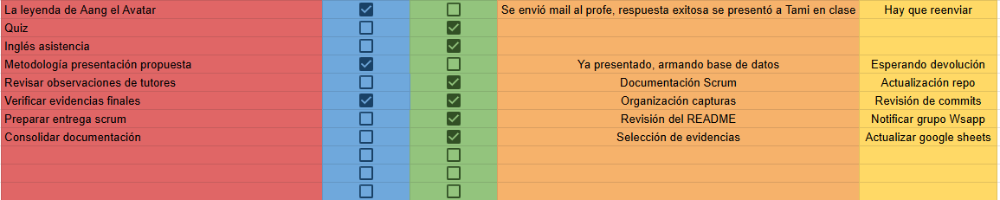 La leyenda de Aang el Avatar Se envió mail al profe, respuesta exitosa se presentó a Tami en clase Hay que reenviar
Quiz
Inglés asistencia
Metodología presentación propuesta Ya presentado, armando base de datos Esperando devolución
Revisar observaciones de tutores Documentación Scrum Actualización repo
Verificar evidencias finales Organización capturas Revisión de commits
Preparar entrega scrum Revisión del README Notificar grupo Wsapp
Consolidar documentación Selección de evidencias Actualizar google sheets